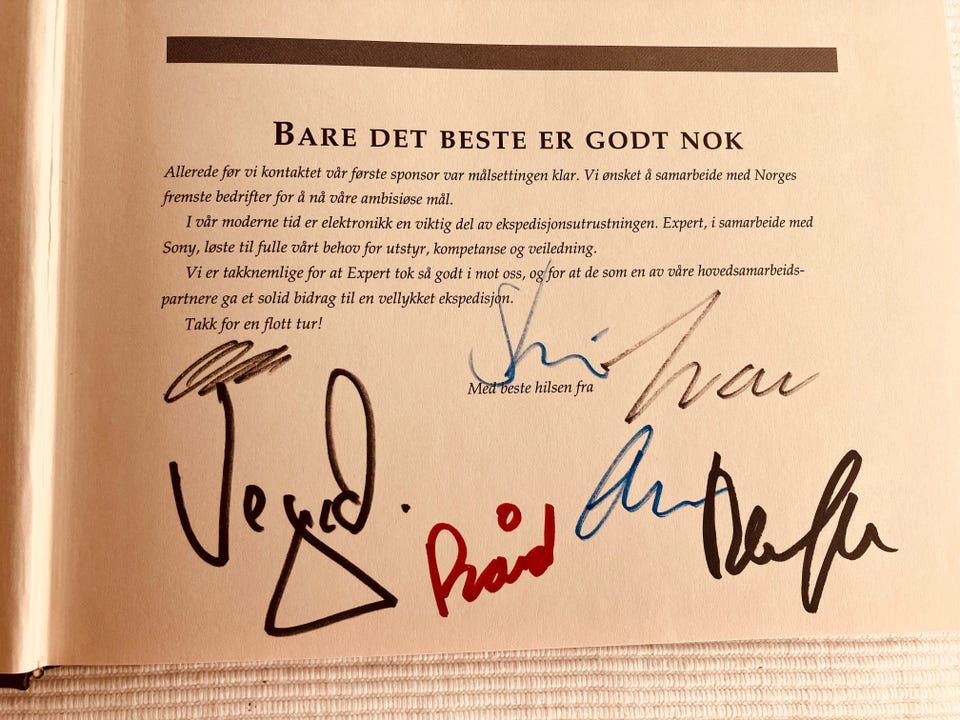 BARE DET BESTE ER GODT NOK
Allerede før vi kontaktet vår første sponsor var målsettingen klar. Vi ønsket å samarbeide med Norges
fremste bedrifter for å nå våre ambisiøse mål.
I vår moderne tid er elektronikk en viktig del av ekspedisjonsutrustningen. Expert, i samarbeide med
Sony, løste til fulle vårt behov for utstyr, kompetanse og veiledning.
Vi er takknemlige for at Expert tok så godt i mot oss, og for at de som en av våre hovedsamarbeids-
partnere ga et solid bidrag til en vellykket ekspedisjon.
Takk for en flott tur!
Med beste hilsen fra